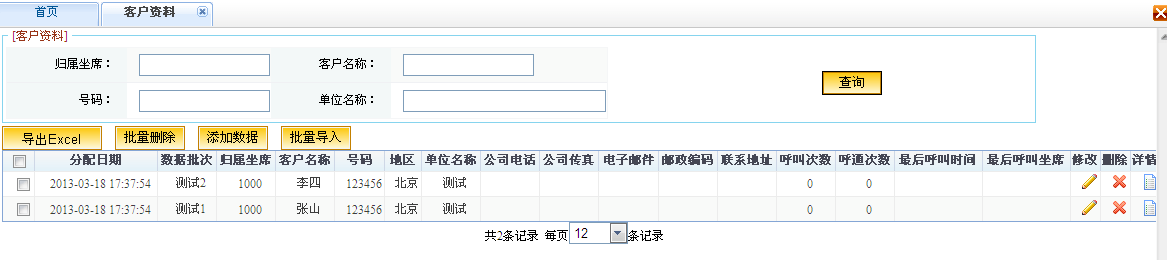 首页 客户资料
[客户资料]
归属坐席： 客户名称：
查询
号码： 单位名称：
导出Excel 批量删除 添加数据 批量导入
分配日期 数据批次 归属坐席 客户名称 号码 地区 单位名称 公司电话 公司传真 电子邮件 邮政编码 联系地址 呼叫次数 呼通次数 最后呼叫时间 最后呼叫坐席 修改 删除 详情
2013-03-18 17:37:54 测试2 1000 李四 123456 北京 测试 0 0
2013-03-18 17:37:54 测试1 1000 张山 123456 北京 测试 0 0
共2条记录 每页 12 条记录